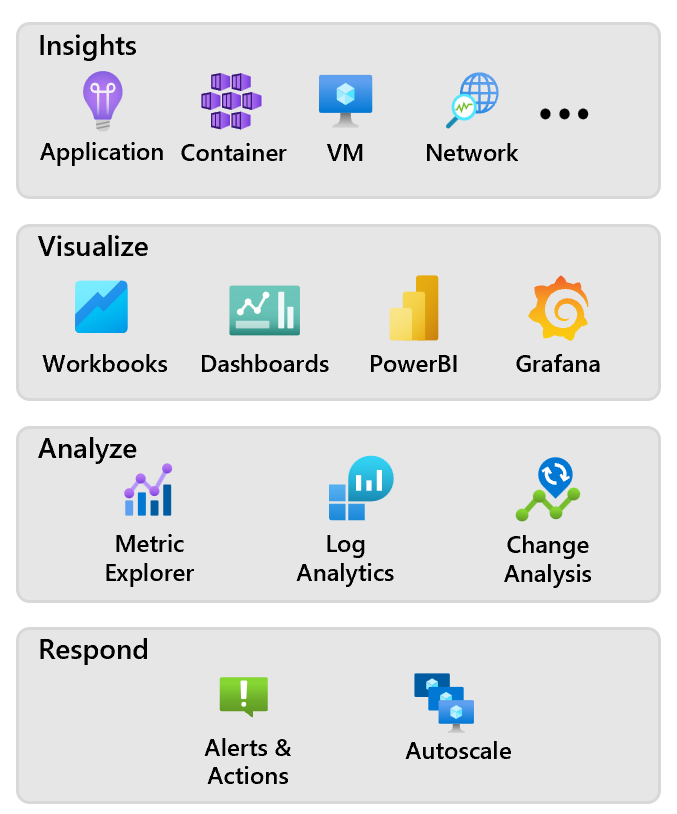 Insights
Application
Container
VM
Network
Visualize
Workbooks
Dashboards
PowerBI
Grafana
Analyze
Metric
Explorer
Log
Analytics
Change
Analysis
Respond
Alerts &
Actions
Autoscale